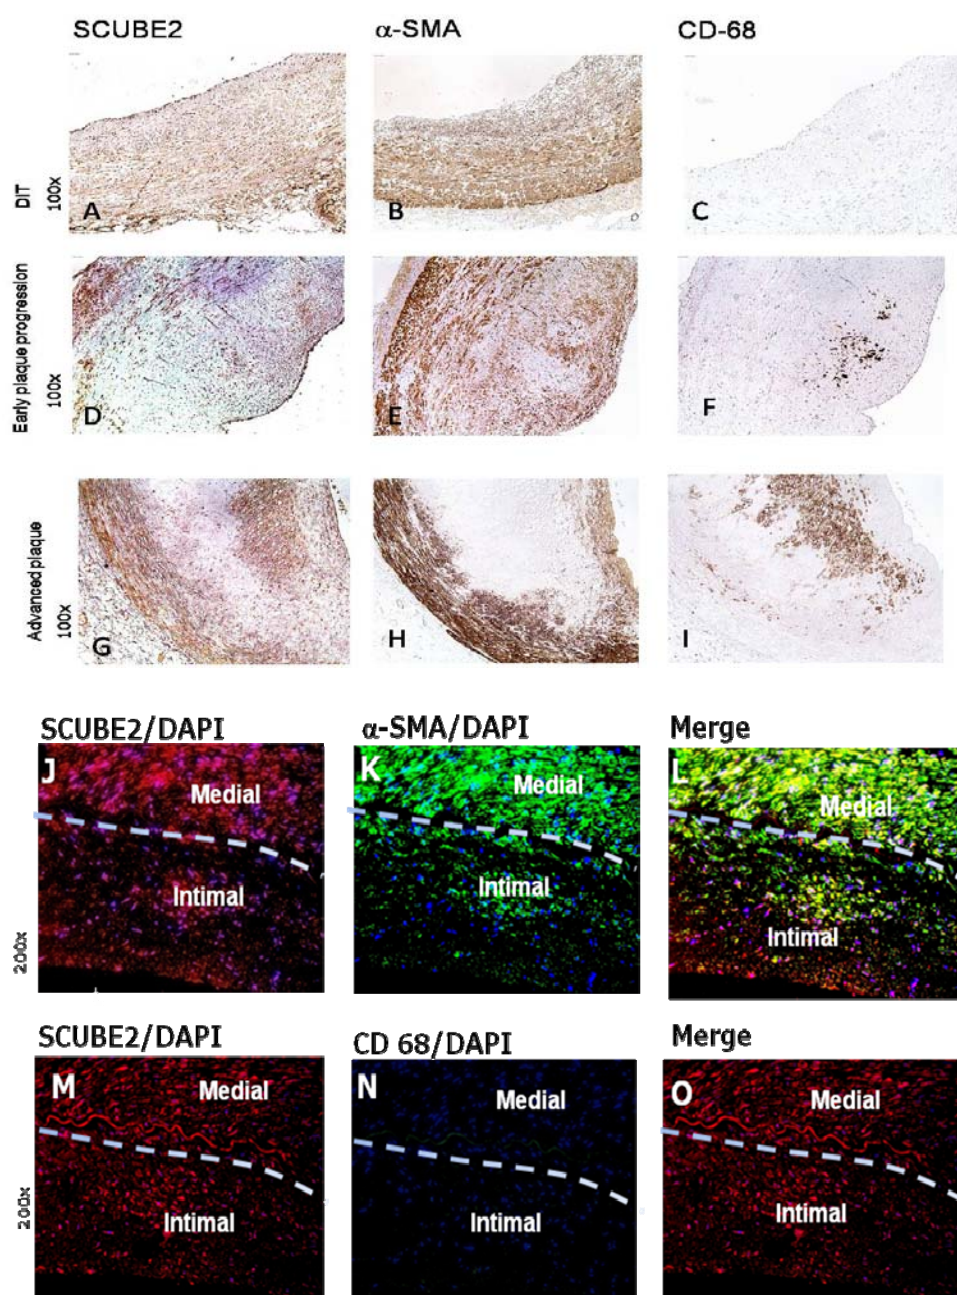 SCUBE2 α-SMA CD-68
DIT
100x
A B C
Early plaque progression
100x
D E F
Advanced plaque
100x
G H I
SCUBE2/DAPI α-SMA/DAPI Merge
J K L
Medial Medial Medial
Intimal Intimal Intimal
200x
SCUBE2/DAPI CD 68/DAPI Merge
M N O
Medial Medial Medial
Intimal Intimal Intimal
200x